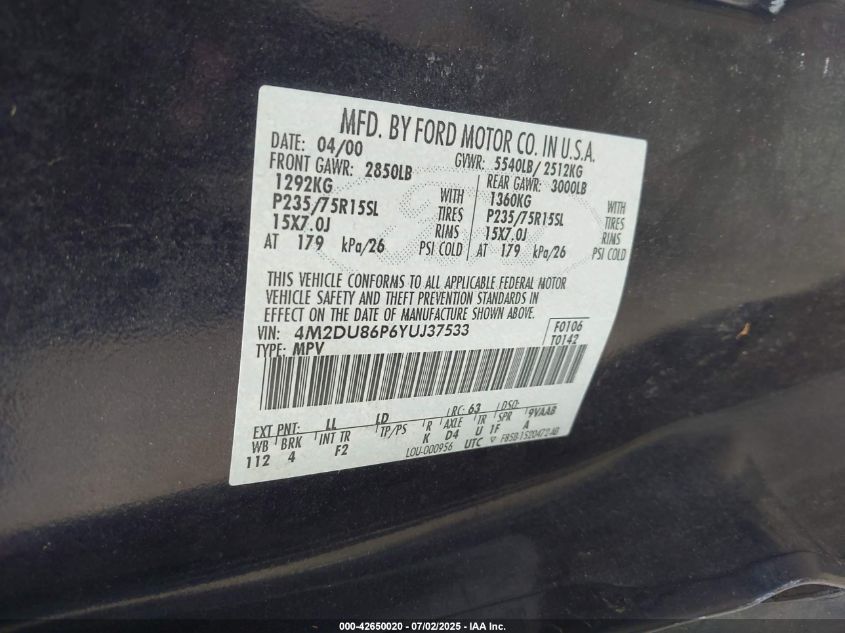 MFD. BY FORD MOTOR CO. IN U.S.A.
DATE: 04/00 GVWR: 5540LB/ 2512KG
FRONT GAWR: 2850LB REAR GAWR: 3000LB
1292KG WITH 1360KG WITH
P235/75R15SL TIRES P235/75R15SL TIRES
15X7.0J RIMS 15X7.0J RIMS
AT 179 kPa/26 PSI COLD AT 179 kPa/26 PSI COLD
THIS VEHICLE CONFORMS TO ALL APPLICABLE FEDERAL MOTOR
VEHICLE SAFETY AND THEFT PREVENTION STANDARDS IN
EFFECT ON THE DATE OF MANUFACTURE SHOWN ABOVE.
VIN: 4M2DU86P6YUJ37533 F0106
TYPE: MPV T0142
EXT PNT: LL LD RC: 63 DSO: 9VAAB
WB BRK INT TR TP/PS R AXLE TR SPR
112 4 F2 K D4 U 1F A
LOU-000956 UTC F85B-1520472-AB
000-42650020 - 07/02/2025 - IAA Inc.